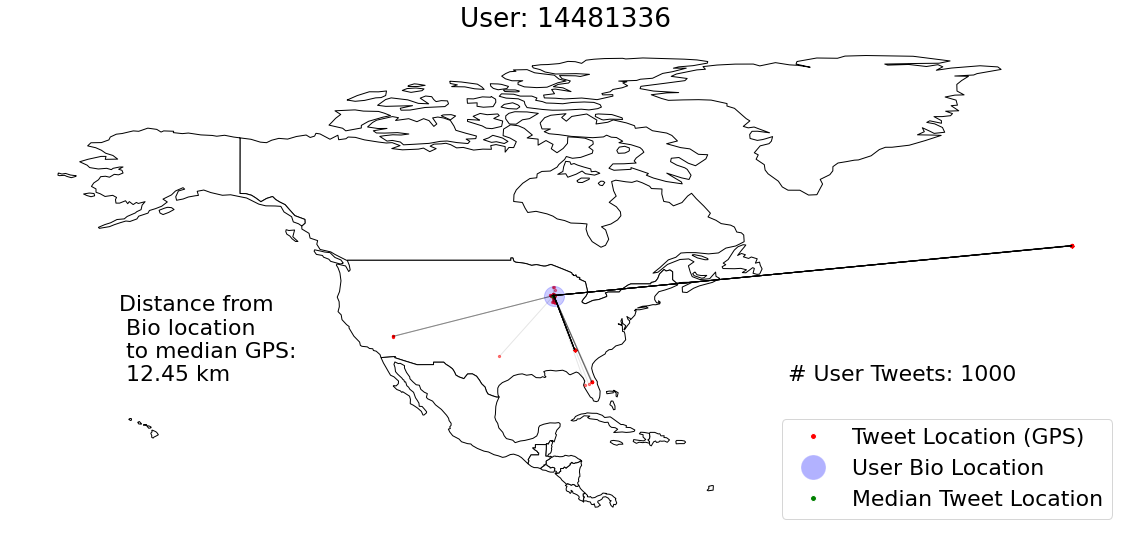 User: 14481336
Distance from
Bio location
to median GPS:
12.45 km
# User Tweets: 1000
Tweet Location (GPS)
User Bio Location
Median Tweet Location